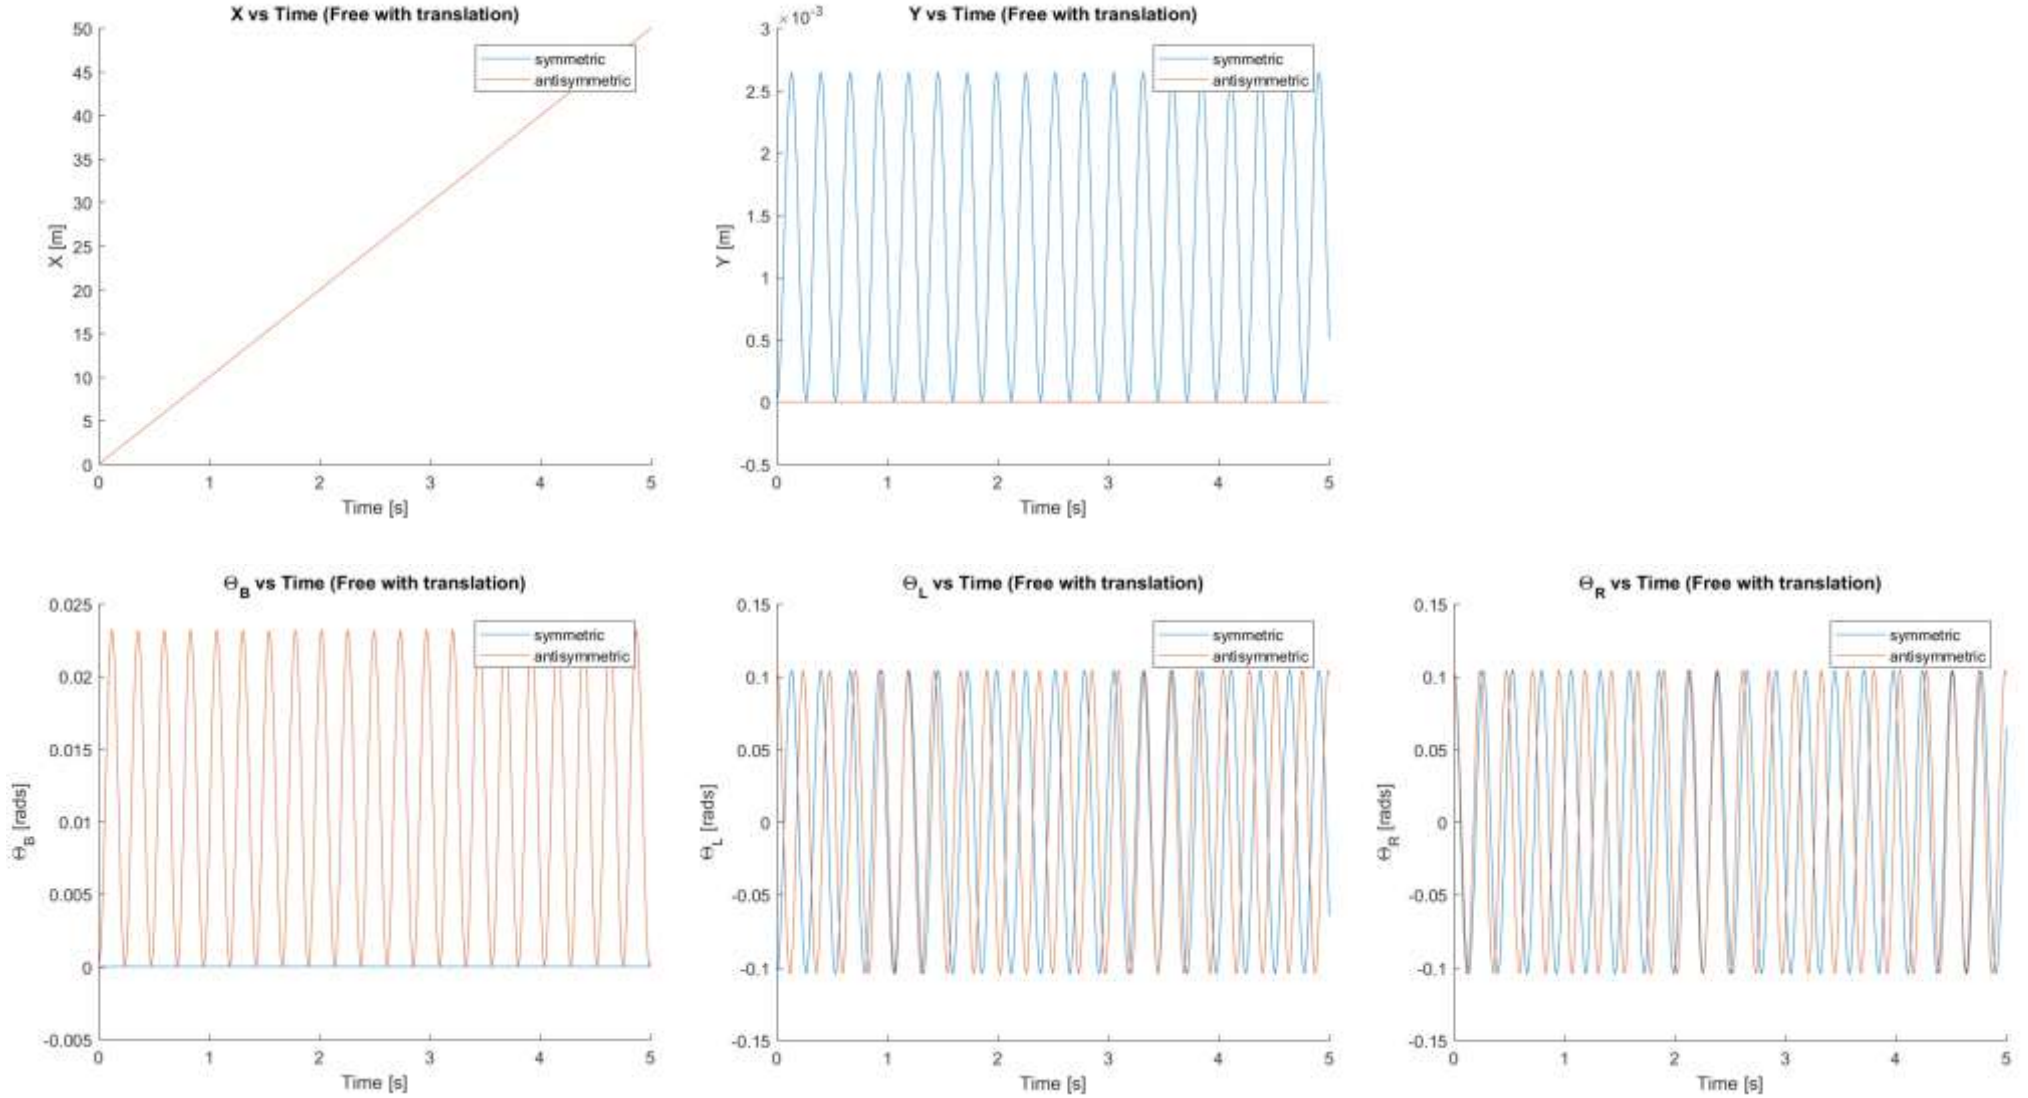 X vs Time (Free with translation)
50
45
40
35
30
25
20
15
10
5
0
X [m]
symmetric
antisymmetric
0 1 2 3 4 5
Time [s]
Y vs Time (Free with translation)
×10-3
3
2.5
2
1.5
1
0.5
0
-0.5
Y [m]
symmetric
antisymmetric
0 1 2 3 4 5
Time [s]
ΘB vs Time (Free with translation)
0.025
0.02
0.015
0.01
0.005
0
-0.005
ΘB [rads]
symmetric
antisymmetric
0 1 2 3 4 5
Time [s]
ΘL vs Time (Free with translation)
0.15
0.1
0.05
0
-0.05
-0.1
-0.15
ΘL [rads]
symmetric
antisymmetric
0 1 2 3 4 5
Time [s]
ΘR vs Time (Free with translation)
0.15
0.1
0.05
0
-0.05
-0.1
-0.15
ΘR [rads]
symmetric
antisymmetric
0 1 2 3 4 5
Time [s]